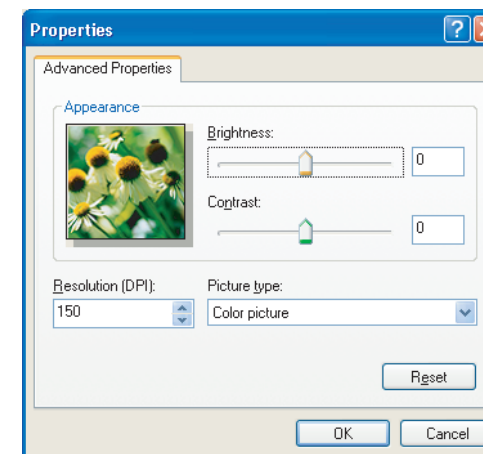 Properties
?
Advanced Properties
Appearance
Brightness:
0
Contrast:
0
Resolution (DPI):
Picture type:
150
Color picture
Reset
OK
Cancel